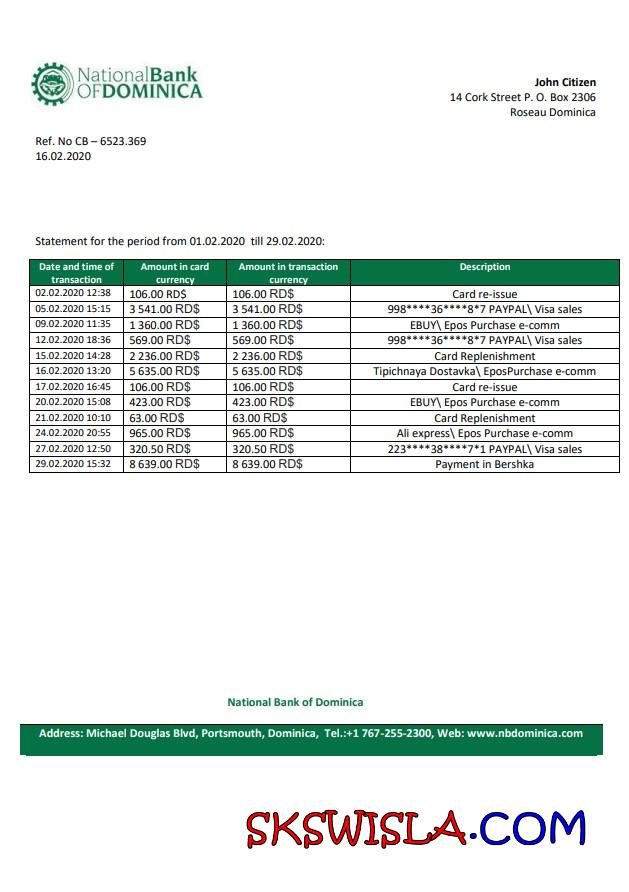 NationalBank
OFDOMINICA
John Citizen
14 Cork Street P. O. Box 2306
Roseau Dominica
Ref. No CB – 6523.369
16.02.2020
Statement for the period from 01.02.2020 till 29.02.2020:
Date and time of transaction Amount in card currency Amount in transaction currency Description
02.02.2020 12:38 106.00 RD$ 106.00 RD$ Card re-issue
05.02.2020 15:15 3 541.00 RD$ 3 541.00 RD$ 998****36****8*7 PAYPAL\ Visa sales
09.02.2020 11:35 1 360.00 RD$ 1 360.00 RD$ EBUY\ Epos Purchase e-comm
12.02.2020 18:36 569.00 RD$ 569.00 RD$ 998****36****8*7 PAYPAL\ Visa sales
15.02.2020 14:28 2 236.00 RD$ 2 236.00 RD$ Card Replenishment
16.02.2020 13:20 5 635.00 RD$ 5 635.00 RD$ Tipichnaya Dostavka\ EposPurchase e-comm
17.02.2020 16:45 106.00 RD$ 106.00 RD$ Card re-issue
20.02.2020 15:08 423.00 RD$ 423.00 RD$ EBUY\ Epos Purchase e-comm
21.02.2020 10:10 63.00 RD$ 63.00 RD$ Card Replenishment
24.02.2020 20:55 965.00 RD$ 965.00 RD$ Ali express\ Epos Purchase e-comm
27.02.2020 12:50 320.50 RD$ 320.50 RD$ 223****38****7*1 PAYPAL\ Visa sales
29.02.2020 15:32 8 639.00 RD$ 8 639.00 RD$ Payment in Bershka
National Bank of Dominica
Address: Michael Douglas Blvd, Portsmouth, Dominica, Tel.:+1 767-255-2300, Web: www.nbdominica.com
SKSWISLA.COM